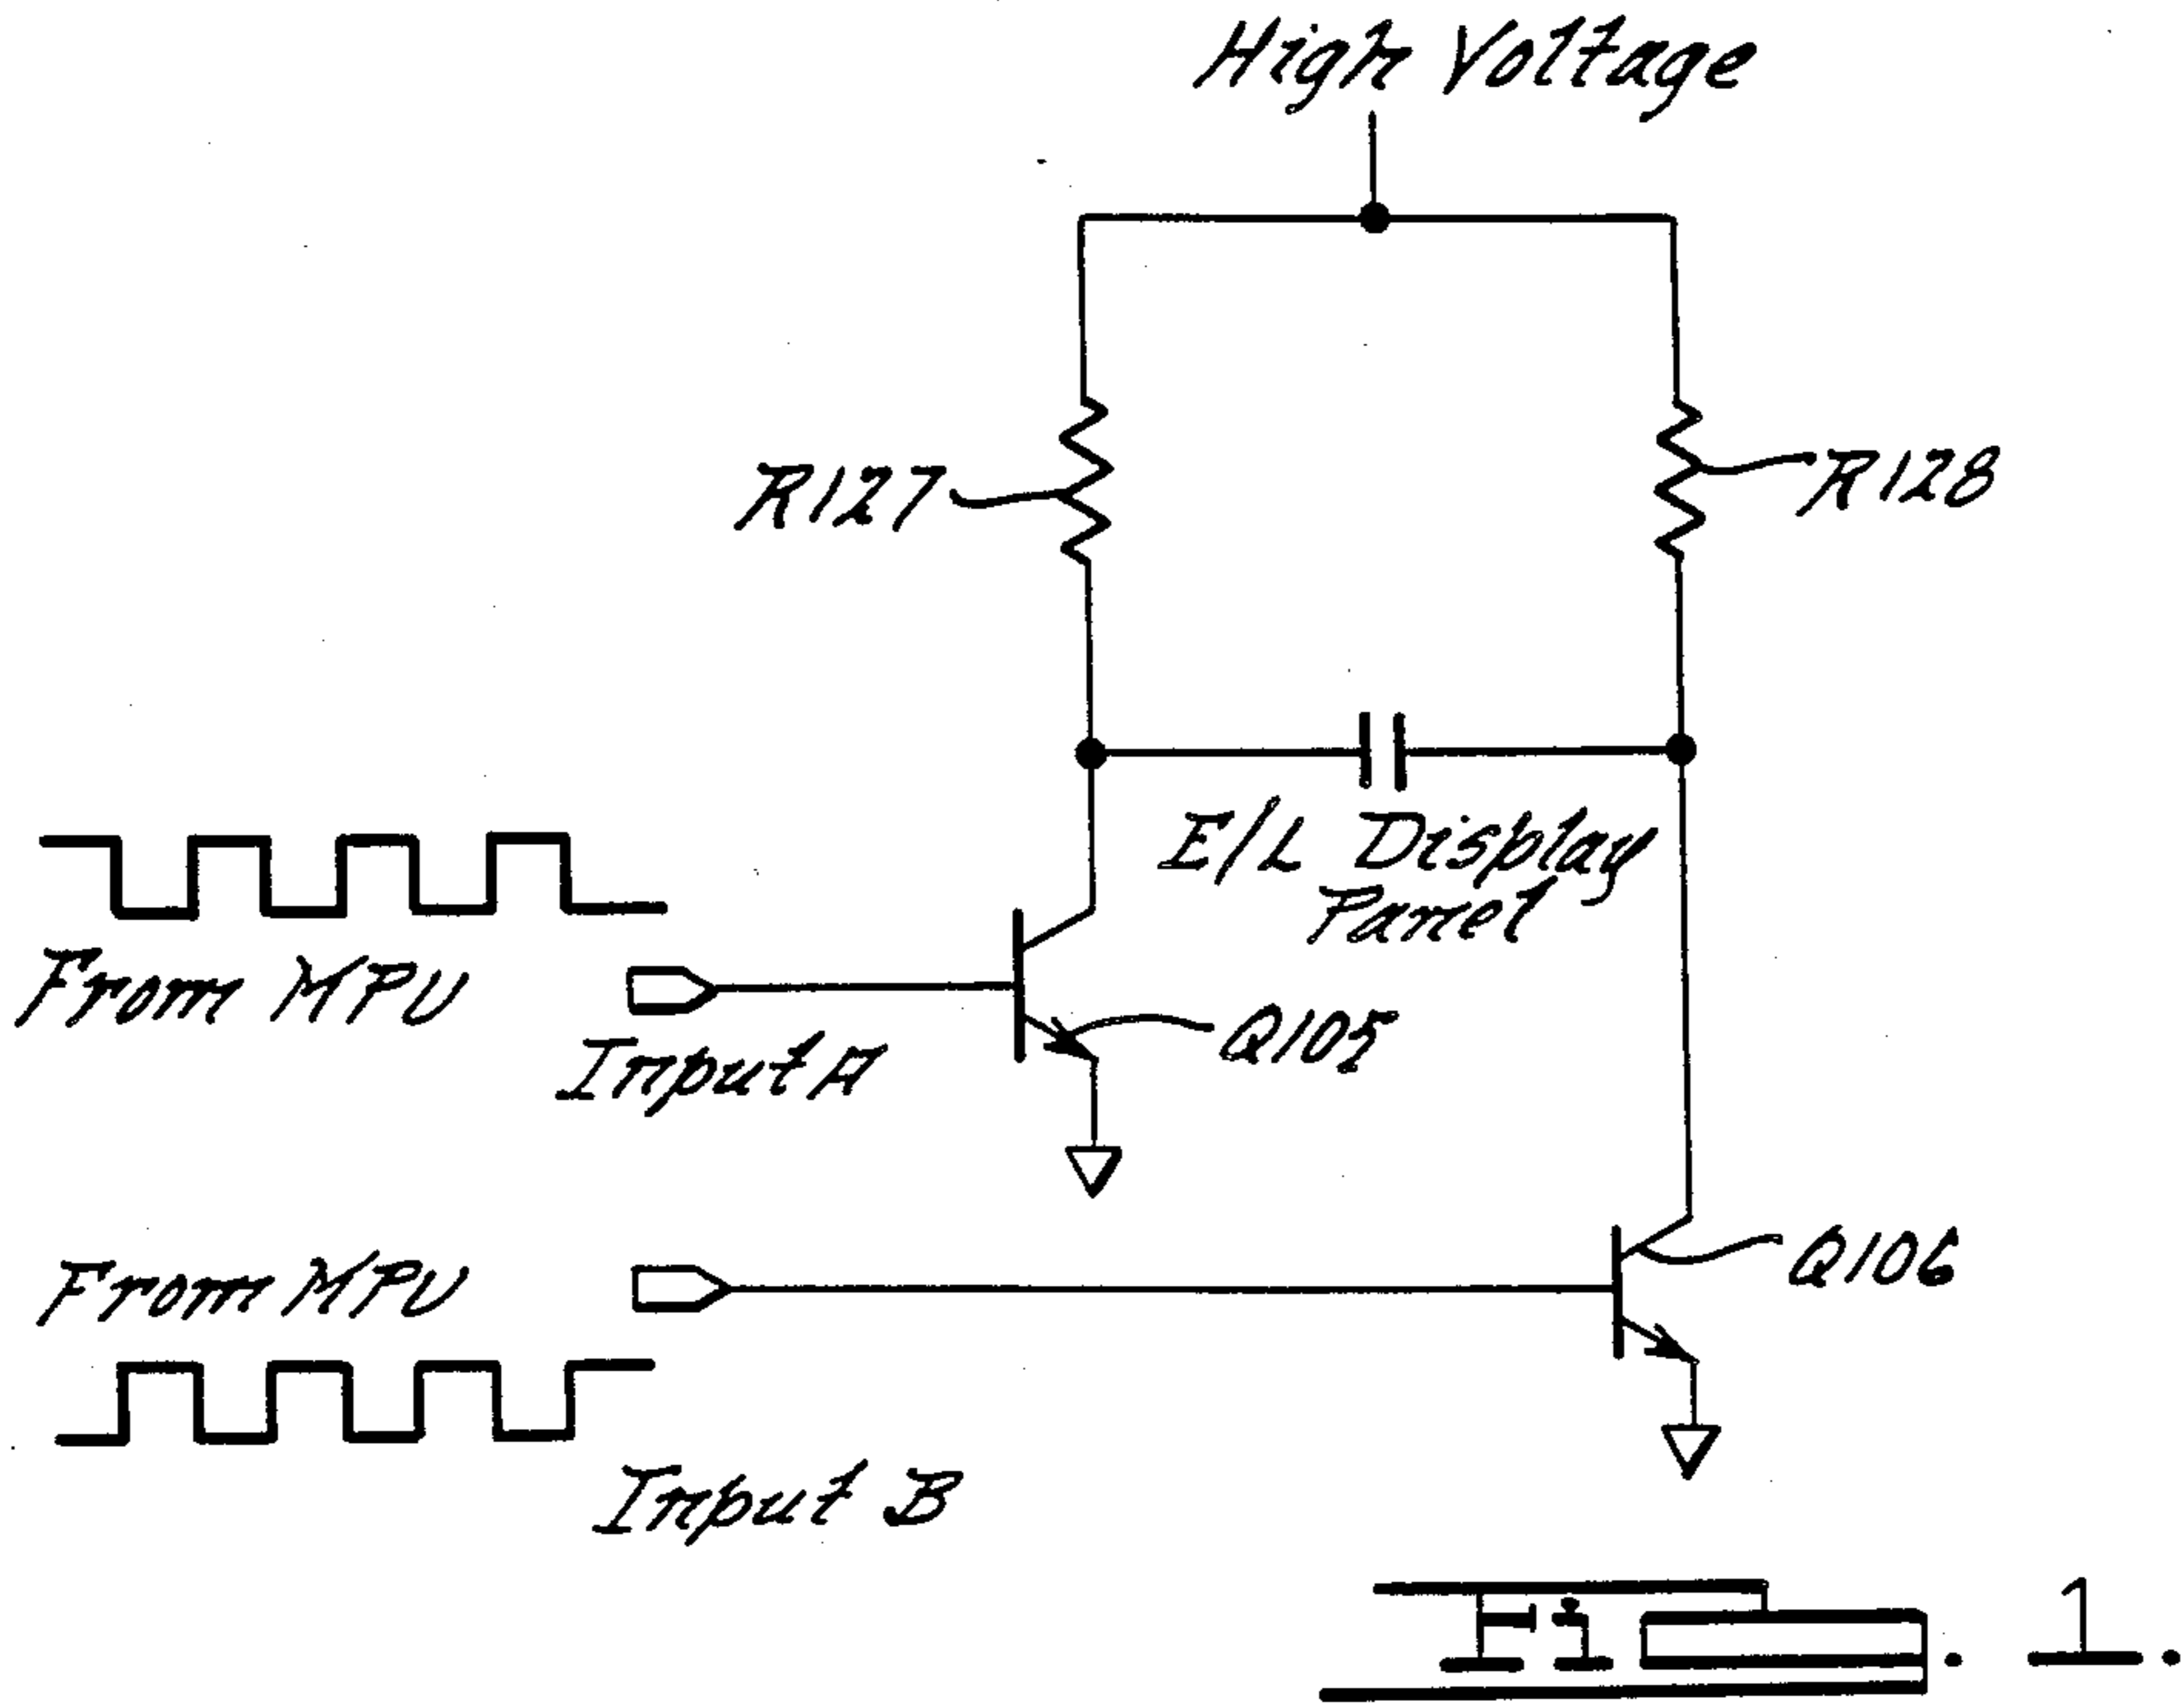 High Voltage
R127
R128
E/L Display
Panel
From MPU
Input A
Q105
From MPU
Q106
Input B
Fig. 1.